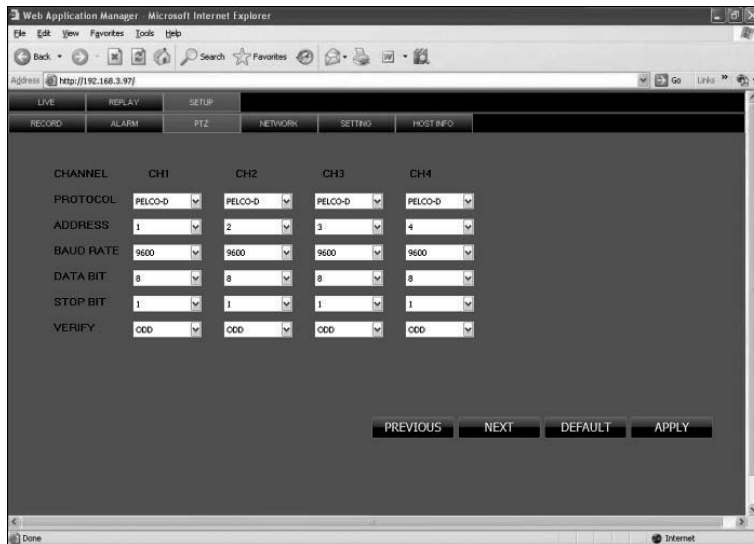 Web Application Manager - Microsoft Internet Explorer
File Edit View Favorites Tools Help
Back Search Favorites
Address http://192.168.3.97/ Go Links »
LIVE REPLAY SETUP
RECORD ALARM PTZ NETWORK SETTING HOST INFO
CHANNEL CH1 CH2 CH3 CH4
PROTOCOL PELCO-D PELCO-D PELCO-D PELCO-D
ADDRESS 1 2 3 4
BAUD RATE 9600 9600 9600 9600
DATA BIT 8 8 8 8
STOP BIT 1 1 1 1
VERIFY ODD ODD ODD ODD
PREVIOUS NEXT DEFAULT APPLY
Done Internet